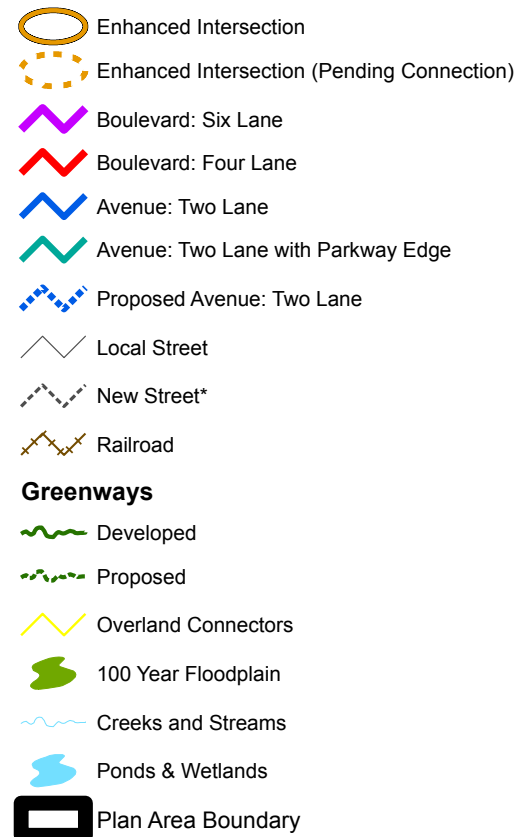 Enhanced Intersection
Enhanced Intersection (Pending Connection)
Boulevard: Six Lane
Boulevard: Four Lane
Avenue: Two Lane
Avenue: Two Lane with Parkway Edge
Proposed Avenue: Two Lane
Local Street
New Street*
Railroad
Greenways
Developed
Proposed
Overland Connectors
100 Year Floodplain
Creeks and Streams
Ponds & Wetlands
Plan Area Boundary